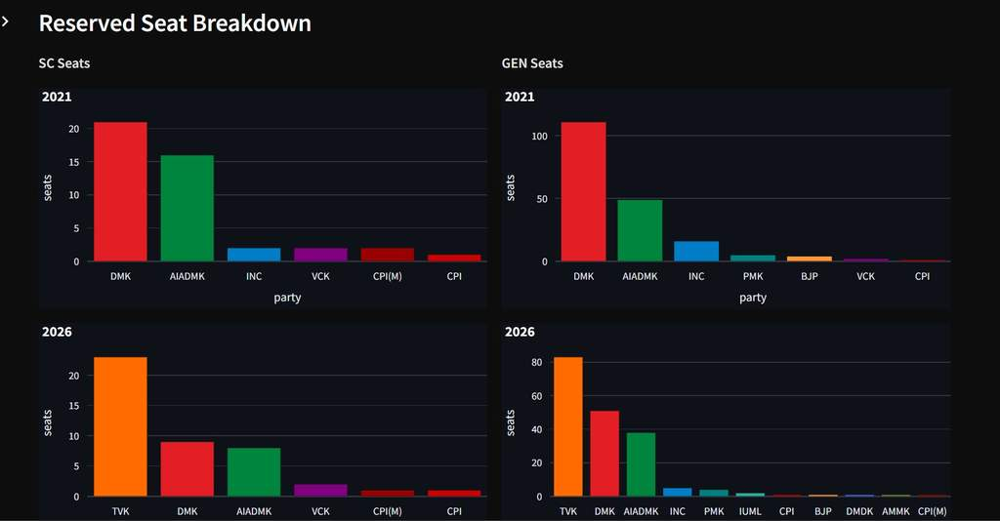 Reserved Seat Breakdown
SC Seats
2021
20
15
10
5
0
seats
DMK AIADMK INC VCK CPI(M) CPI
party
GEN Seats
2021
100
50
0
seats
DMK AIADMK INC PMK BJP VCK CPI
party
2026
20
15
10
5
0
seats
TVK DMK AIADMK VCK CPI(M) CPI
2026
80
60
40
20
0
seats
TVK DMK AIADMK INC PMK IUML CPI BJP DMDK AMMK CPI(M)